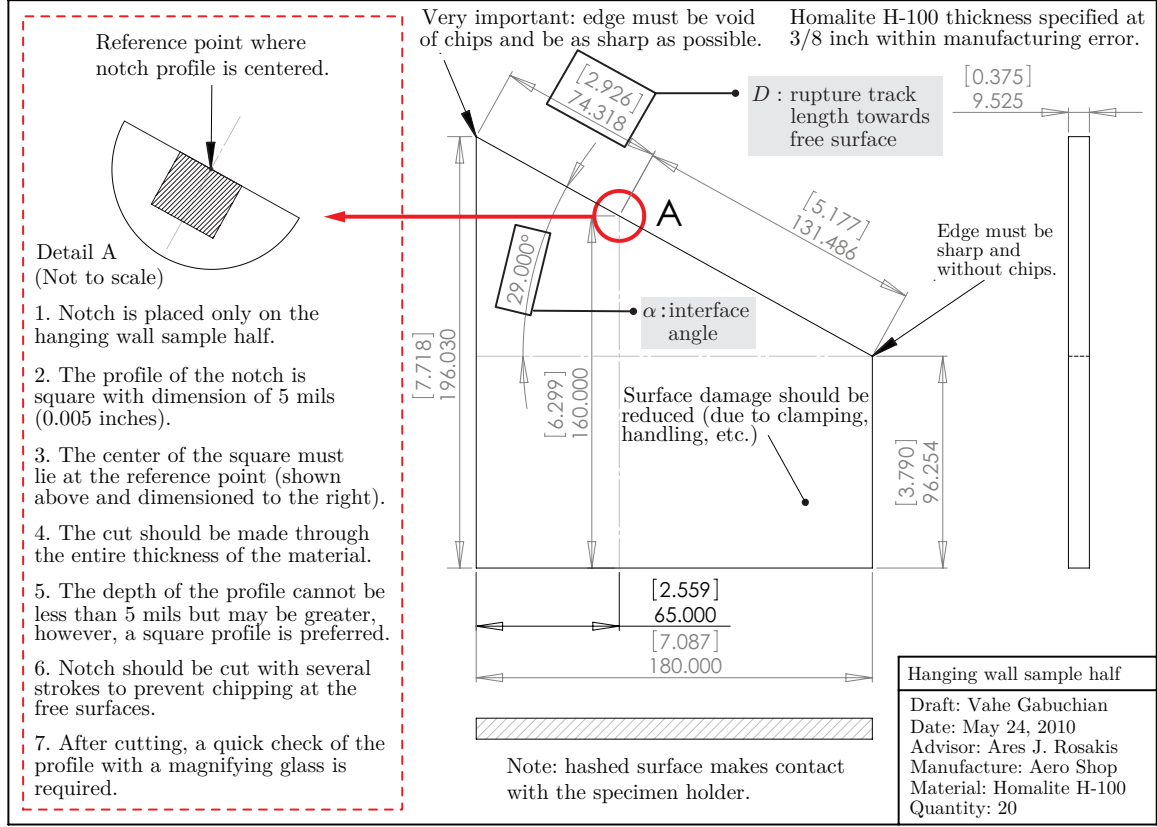 Reference point where
notch profile is centered.
Detail A
(Not to scale)
1. Notch is placed only on the
hanging wall sample half.
2. The profile of the notch is
square with dimension of 5 mils
(0.005 inches).
3. The center of the square must
lie at the reference point (shown
above and dimensioned to the right).
4. The cut should be made through
the entire thickness of the material.
5. The depth of the profile cannot be
less than 5 mils but may be greater,
however, a square profile is preferred.
6. Notch should be cut with several
strokes to prevent chipping at the
free surfaces.
7. After cutting, a quick check of the
profile with a magnifying glass is
required.
Very important: edge must be void
of chips and be as sharp as possible.
Homalite H-100 thickness specified at
3/8 inch within manufacturing error.
[2.926]
74.318
D : rupture track
length towards
free surface
[0.375]
9.525
A
[5.177]
131.486
Edge must be
sharp and
without chips.
29.000°
α : interface
angle
[7.718]
196.030
[6.299]
160.000
Surface damage should be
reduced (due to clamping,
handling, etc.)
[3.790]
96.254
[2.559]
65.000
[7.087]
180.000
Note: hashed surface makes contact
with the specimen holder.
Hanging wall sample half
Draft: Vahe Gabuchian
Date: May 24, 2010
Advisor: Ares J. Rosakis
Manufacture: Aero Shop
Material: Homalite H-100
Quantity: 20